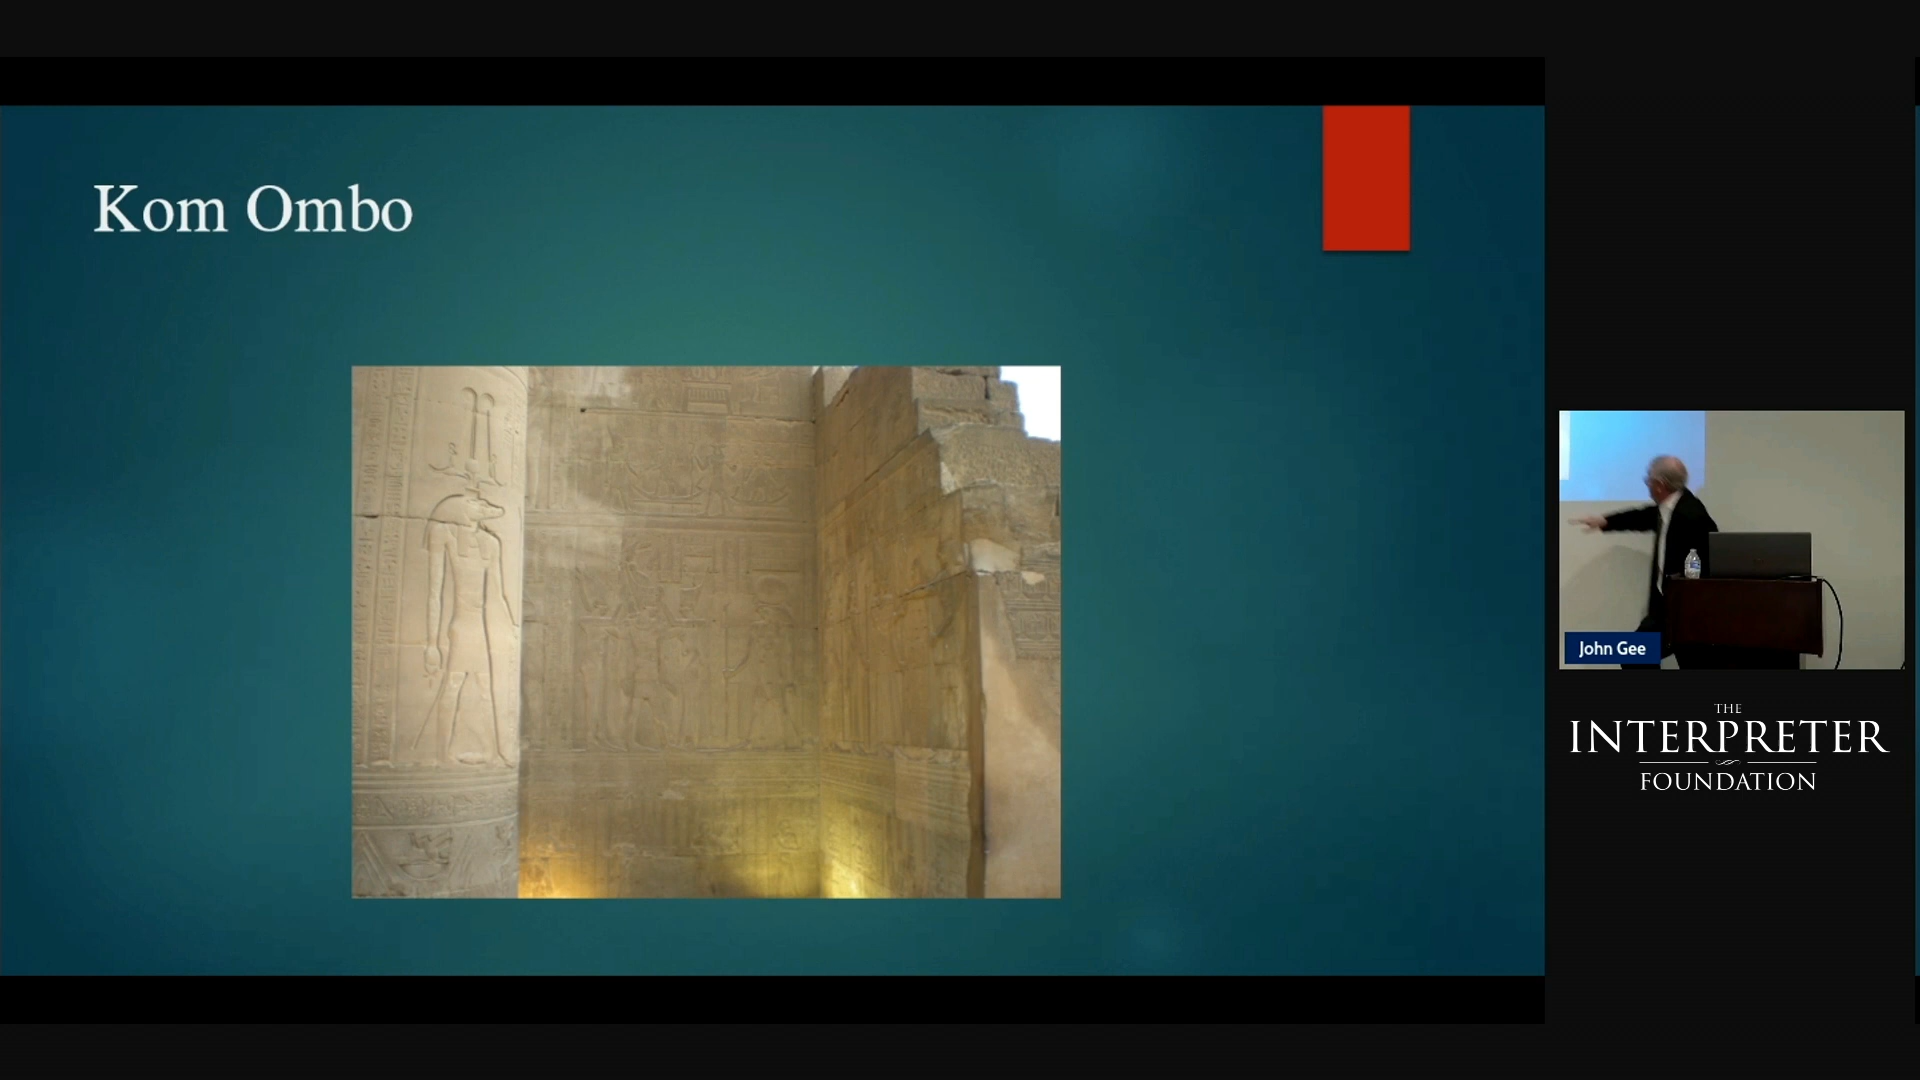 Kom Ombo
John Gee
THE
INTERPRETER
FOUNDATION